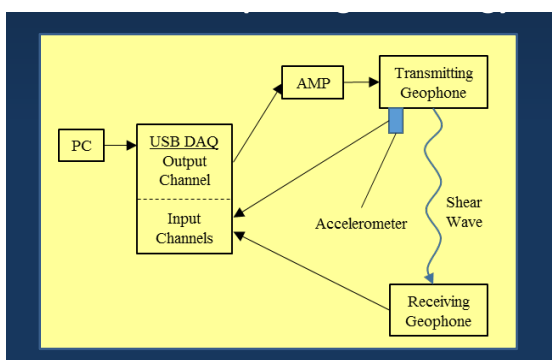 PC
USB DAQ
Output
Channel
Input
Channels
AMP
Transmitting
Geophone
Accelerometer
Shear
Wave
Receiving
Geophone